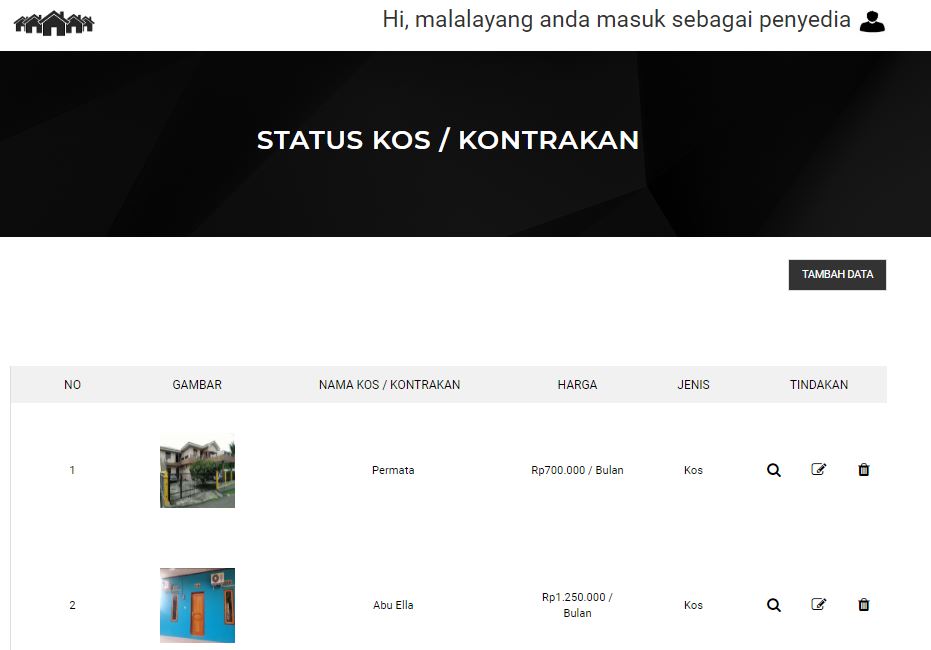 Hi, malalayang anda masuk sebagai penyedia
STATUS KOS / KONTRAKAN
TAMBAH DATA
NO GAMBAR NAMA KOS / KONTRAKAN HARGA JENIS TINDAKAN
1 Permata Rp700.000 / Bulan Kos
2 Abu Ella Rp1.250.000 / Bulan Kos